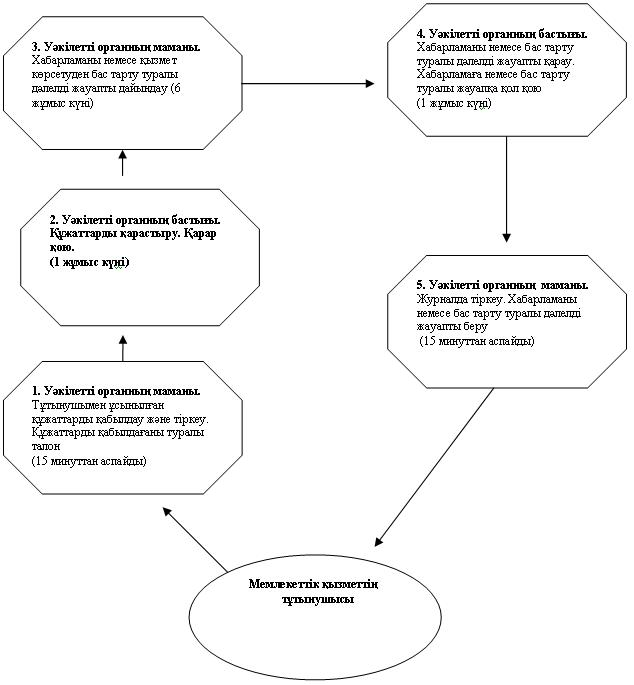 3. Уәкілетті органның маманы.
Хабарламаны немесе қызмет
көрсетуден бас тарту туралы
дәлелді жауапты дайындау (6
жұмыс күні)
4. Уәкілетті органның бастығы.
Хабарламаны немесе бас тарту
туралы дәлелді жауапты қарау.
Хабарламаға немесе бас тарту
туралы жауапқа қол қою
(1 жұмыс күні)
2. Уәкілетті органның бастығы.
Құжаттарды қарастыру. Қарар
қою.
(1 жұмыс күні)
5. Уәкілетті органның маманы.
Журналда тіркеу. Хабарламаны
немесе бас тарту туралы дәлелді
жауапты беру
(15 минуттан аспайды)
1. Уәкілетті органның маманы.
Тұтынушымен ұсынылған
құжаттарды қабылдау және тіркеу.
Құжаттарды қабылдағаны туралы
талон
(15 минуттан аспайды)
Мемлекеттік қызметтің
тұтынушысы